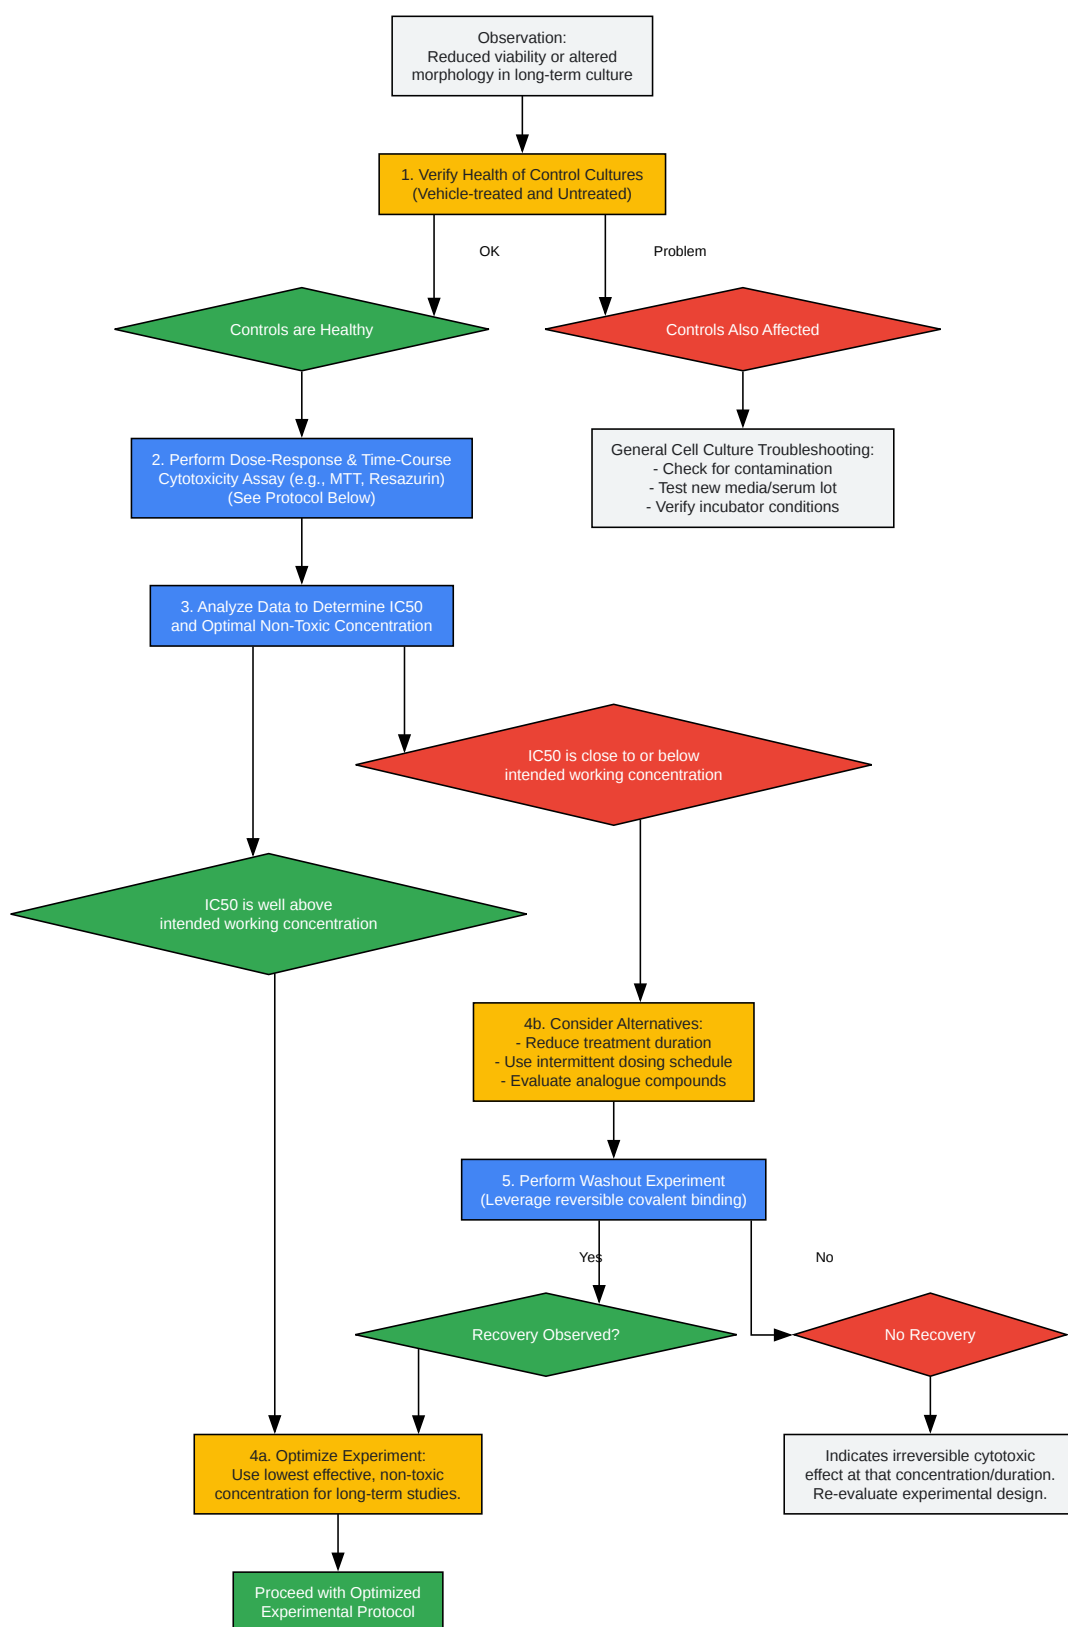 Observation:
Reduced viability or altered
morphology in long-term culture
1. Verify Health of Control Cultures
(Vehicle-treated and Untreated)
OK
Problem
Controls are Healthy
Controls Also Affected
2. Perform Dose-Response & Time-Course
Cytotoxicity Assay (e.g., MTT, Resazurin)
(See Protocol Below)
General Cell Culture Troubleshooting:
- Check for contamination
- Test new media/serum lot
- Verify incubator conditions
3. Analyze Data to Determine IC50
and Optimal Non-Toxic Concentration
IC50 is close to or below
intended working concentration
IC50 is well above
intended working concentration
4b. Consider Alternatives:
- Reduce treatment duration
- Use intermittent dosing schedule
- Evaluate analogue compounds
5. Perform Washout Experiment
(Leverage reversible covalent binding)
Yes
No
Recovery Observed?
No Recovery
4a. Optimize Experiment:
Use lowest effective, non-toxic
concentration for long-term studies.
Indicates irreversible cytotoxic
effect at that concentration/duration.
Re-evaluate experimental design.
Proceed with Optimized
Experimental Protocol